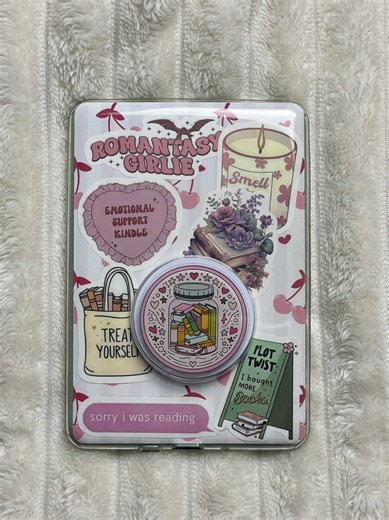 ROMANTASY
GIRLIE
Smell
EMOTIONAL
SUPPORT
KINDLE
TREAT
YOURSELF
PLOT
TWIST:
I bought
MORE
Books.
sorry i was reading